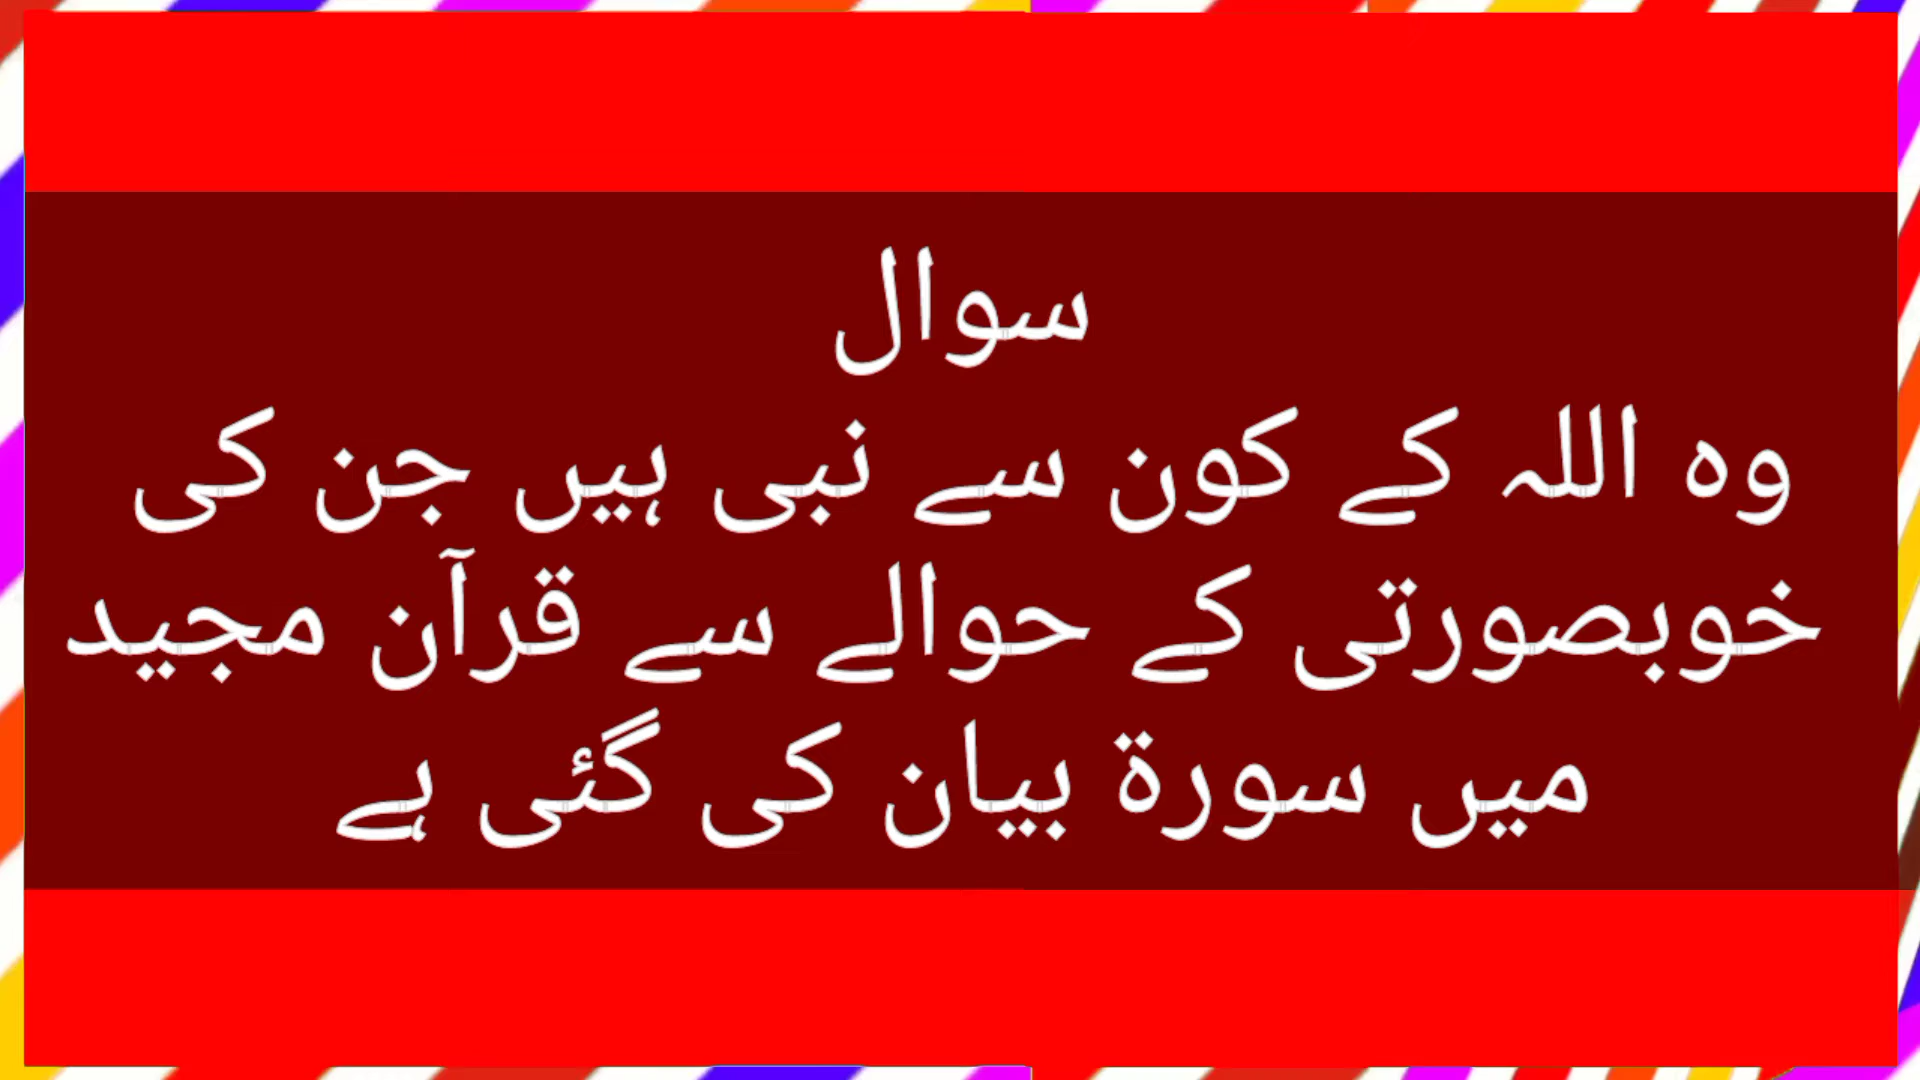 سوال
وہ اللہ کے کون سے نبی ہیں جن کی
خوبصورتی کے حوالے سے قرآن مجید
میں سورۃ بیان کی گئی ہے